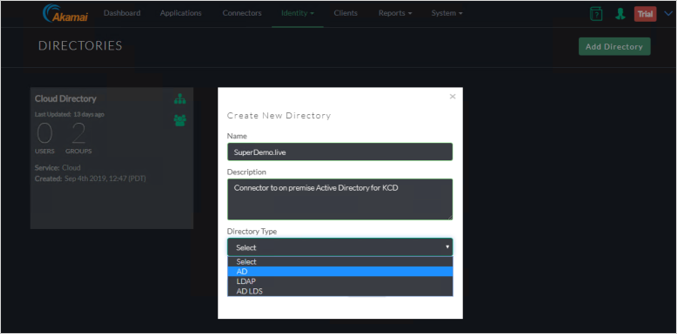 Akamai
Dashboard Applications Connectors Identity Clients Reports System Trial
DIRECTORIES
Add Directory
Cloud Directory
Last Updated: 13 days ago
0 2
USERS GROUPS
Service: Cloud
Created: Sep 4th 2019, 12:47 (PDT)
×
Create New Directory
Name
SuperDemo.live
Description
Connector to on premise Active Directory for KCD
Directory Type
Select
Select
AD
LDAP
AD LDS